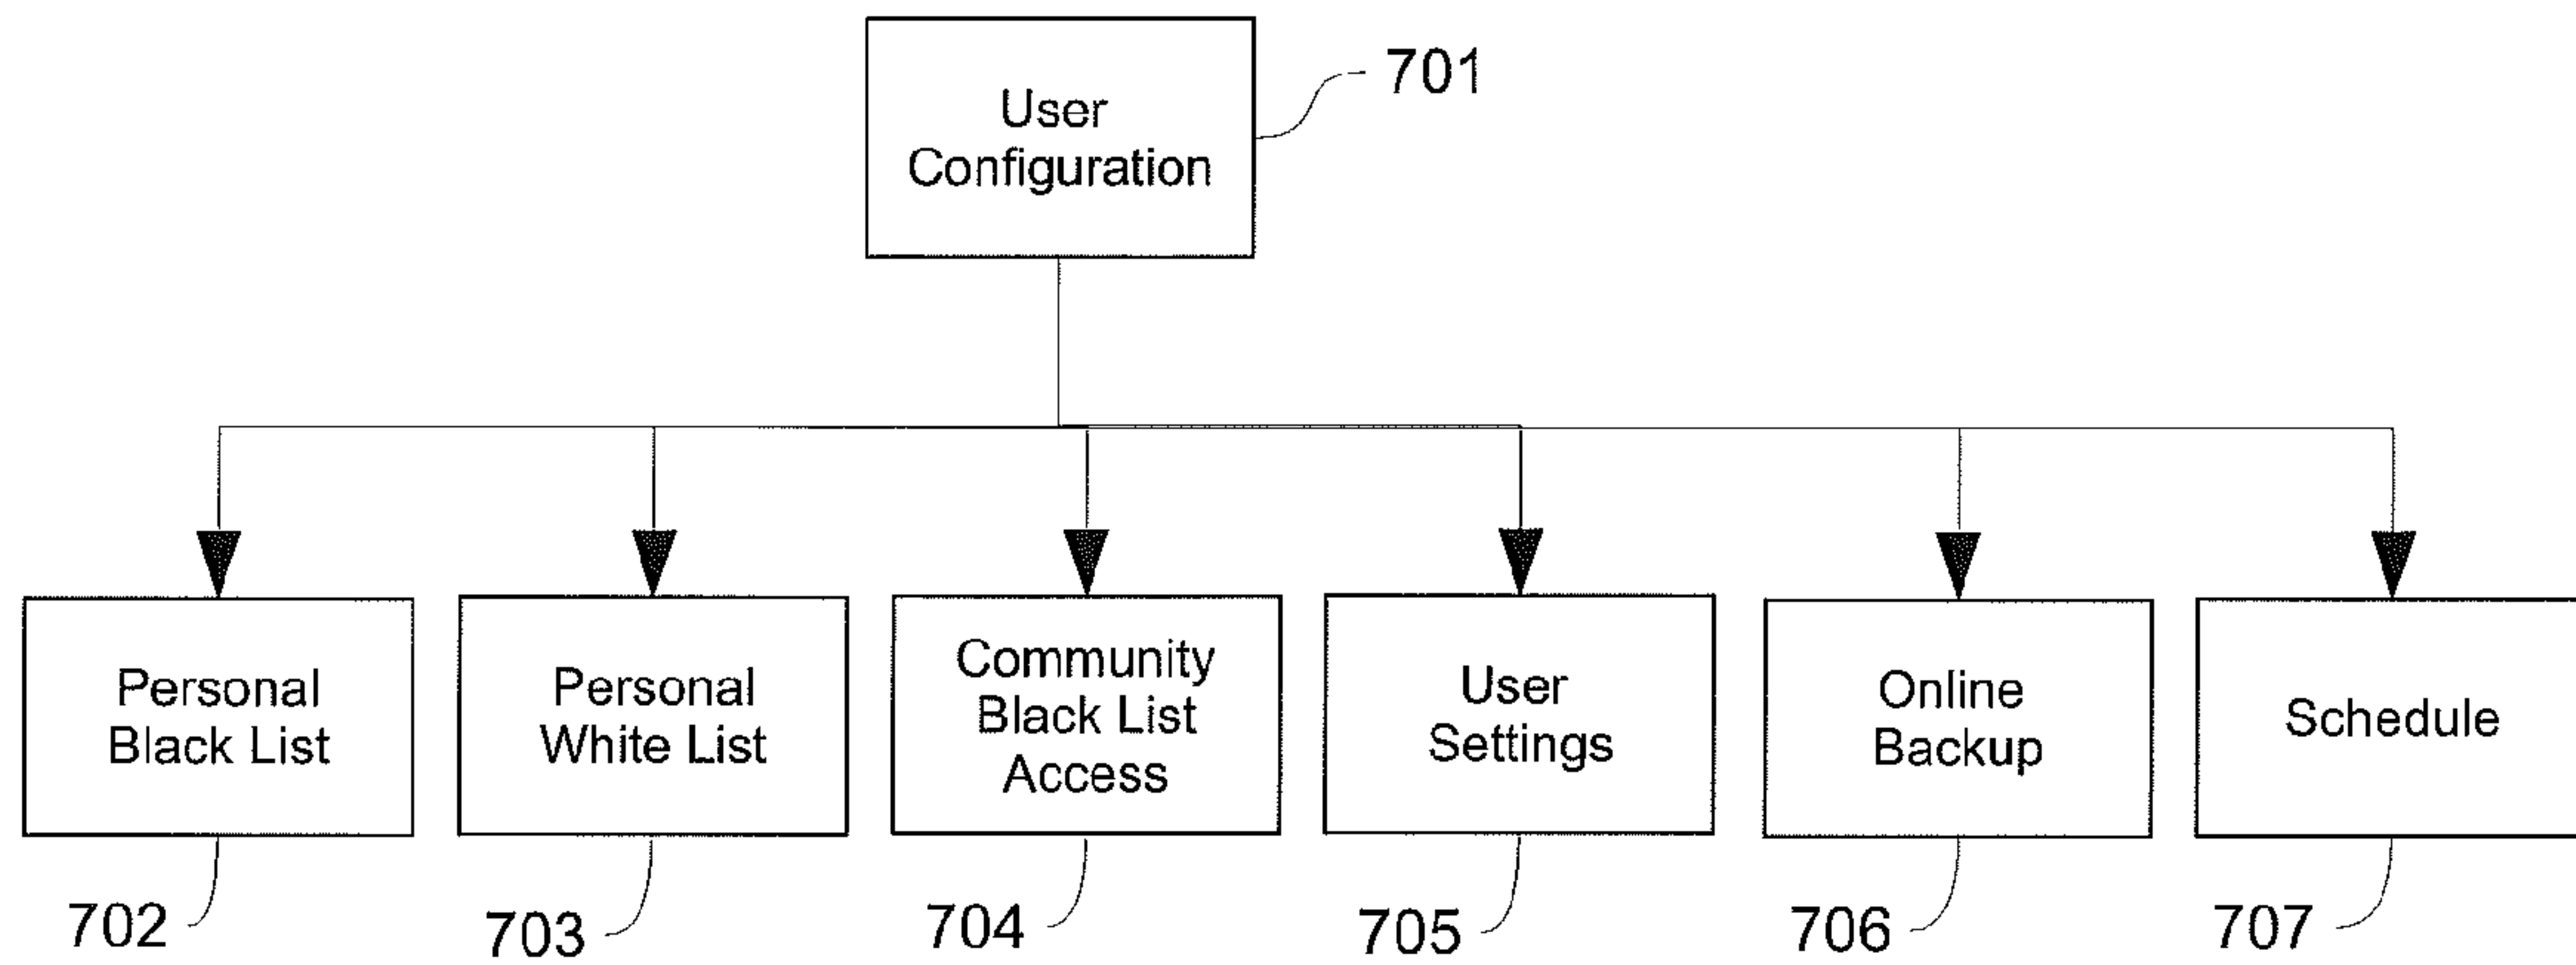 User
Configuration
701
Personal
Black List
Personal
White List
Community
Black List
Access
User
Settings
Online
Backup
Schedule
702
703
704
705
706
707